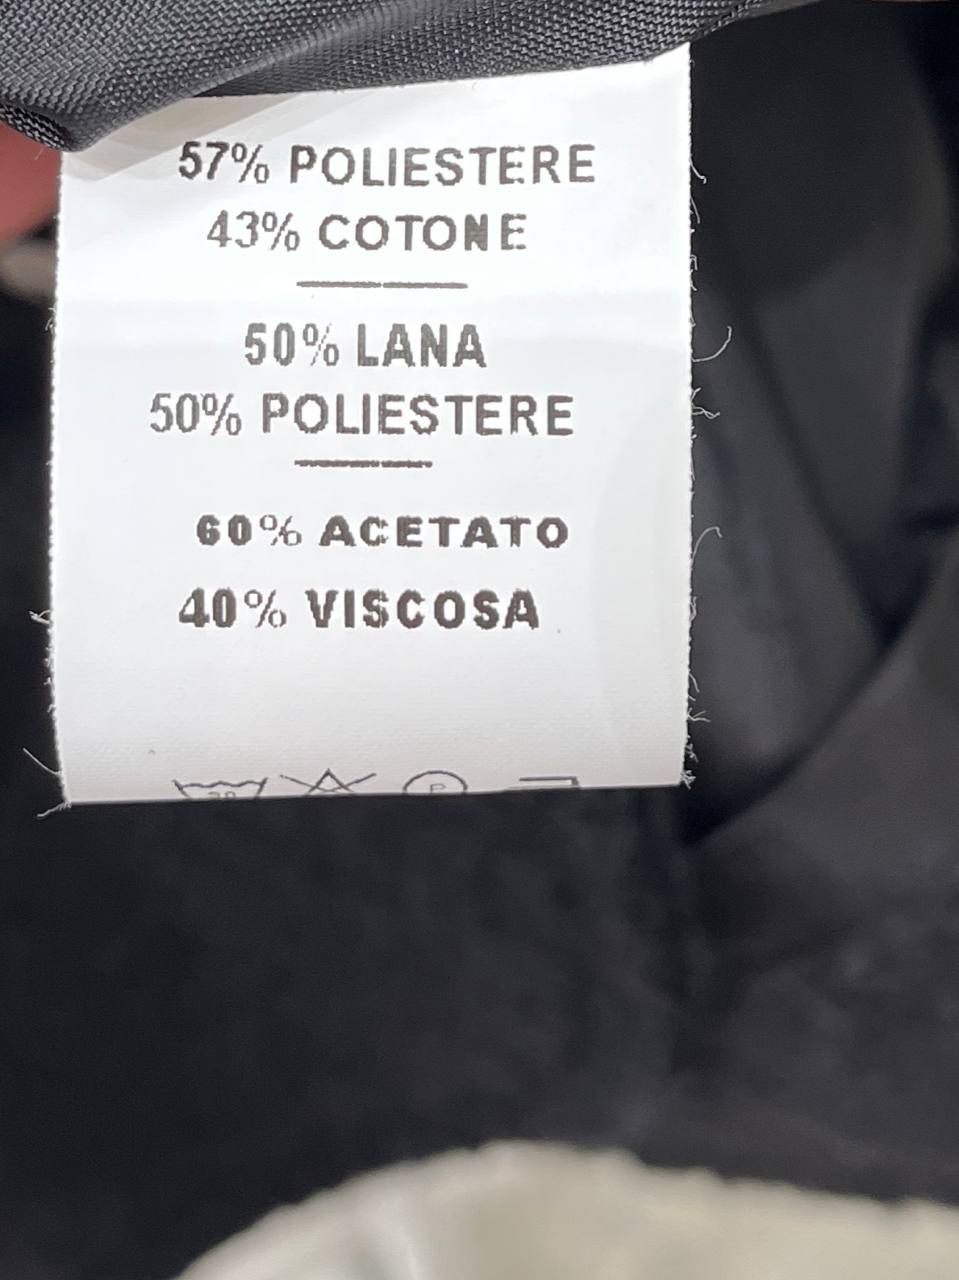 57% POLIESTERE
43% COTONE
50% LANA
50% POLIESTERE
60% ACETATO
40% VISCOSA
P